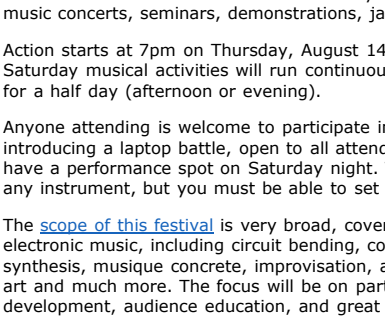 music concerts, seminars, demonstrations, ja
Action starts at 7pm on Thursday, August 14
Saturday musical activities will run continuou
for a half day (afternoon or evening).
Anyone attending is welcome to participate i
introducing a laptop battle, open to all attend
have a performance spot on Saturday night.
any instrument, but you must be able to set
The scope of this festival is very broad, cover
electronic music, including circuit bending, co
synthesis, musique concrete, improvisation, a
art and much more. The focus will be on part
development, audience education, and great